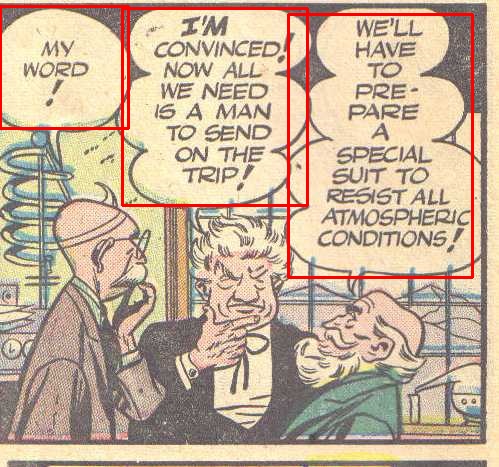 MY
WORD
!
I'M
CONVINCED!
NOW ALL
WE NEED
IS A MAN
TO SEND
ON THE
TRIP!
WE'LL
HAVE
TO
PRE-
PARE
A
SPECIAL
SUIT TO
RESIST ALL
ATMOSPHERIC
CONDITIONS!